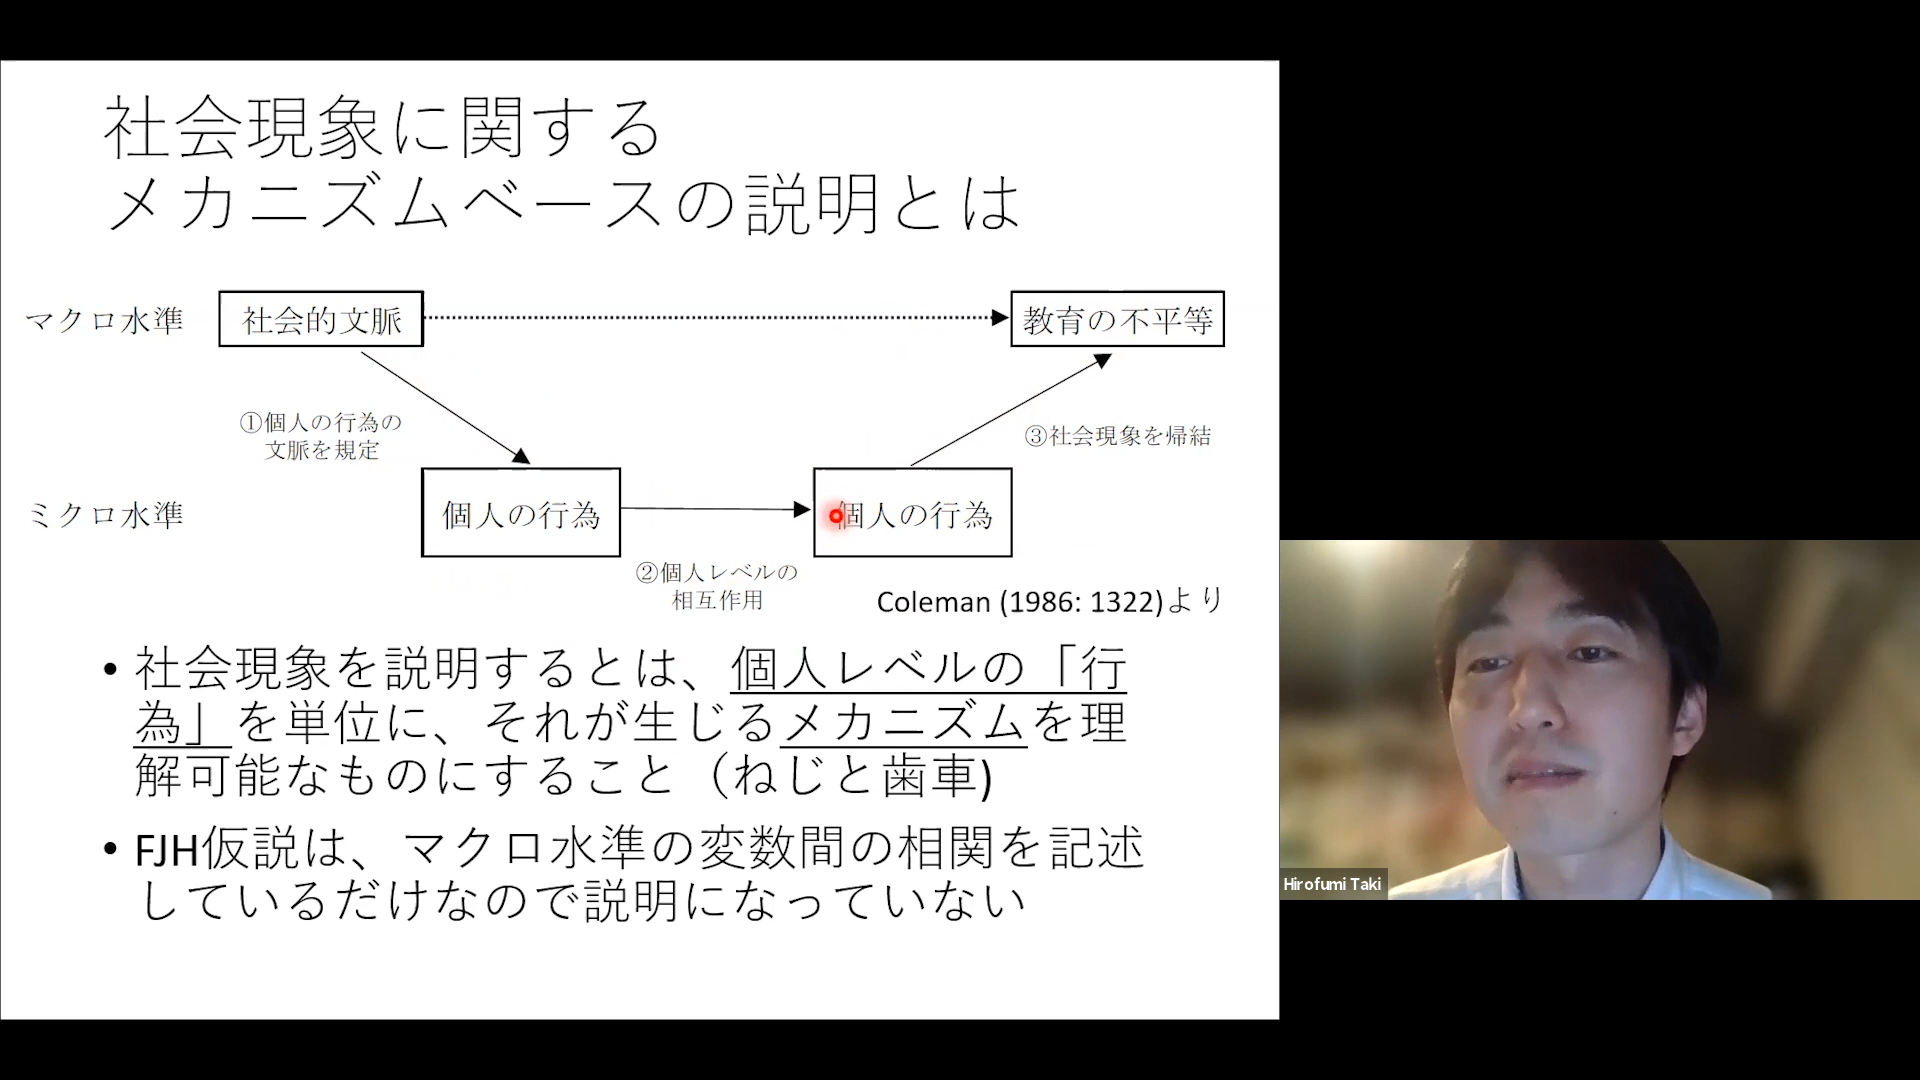 社会現象に関する
メカニズムベースの説明とは
マクロ水準
社会的文脈
教育の不平等
①個人の行為の
文脈を規定
③社会現象を帰結
ミクロ水準
個人の行為
個人の行為
②個人レベルの
相互作用
Coleman (1986: 1322)より
• 社会現象を説明するとは、個人レベルの「行
為」を単位に、それが生じるメカニズムを理
解可能なものにすること（ねじと歯車)
• FJH仮説は、マクロ水準の変数間の相関を記述
しているだけなので説明になっていない
Hirofumi Taki